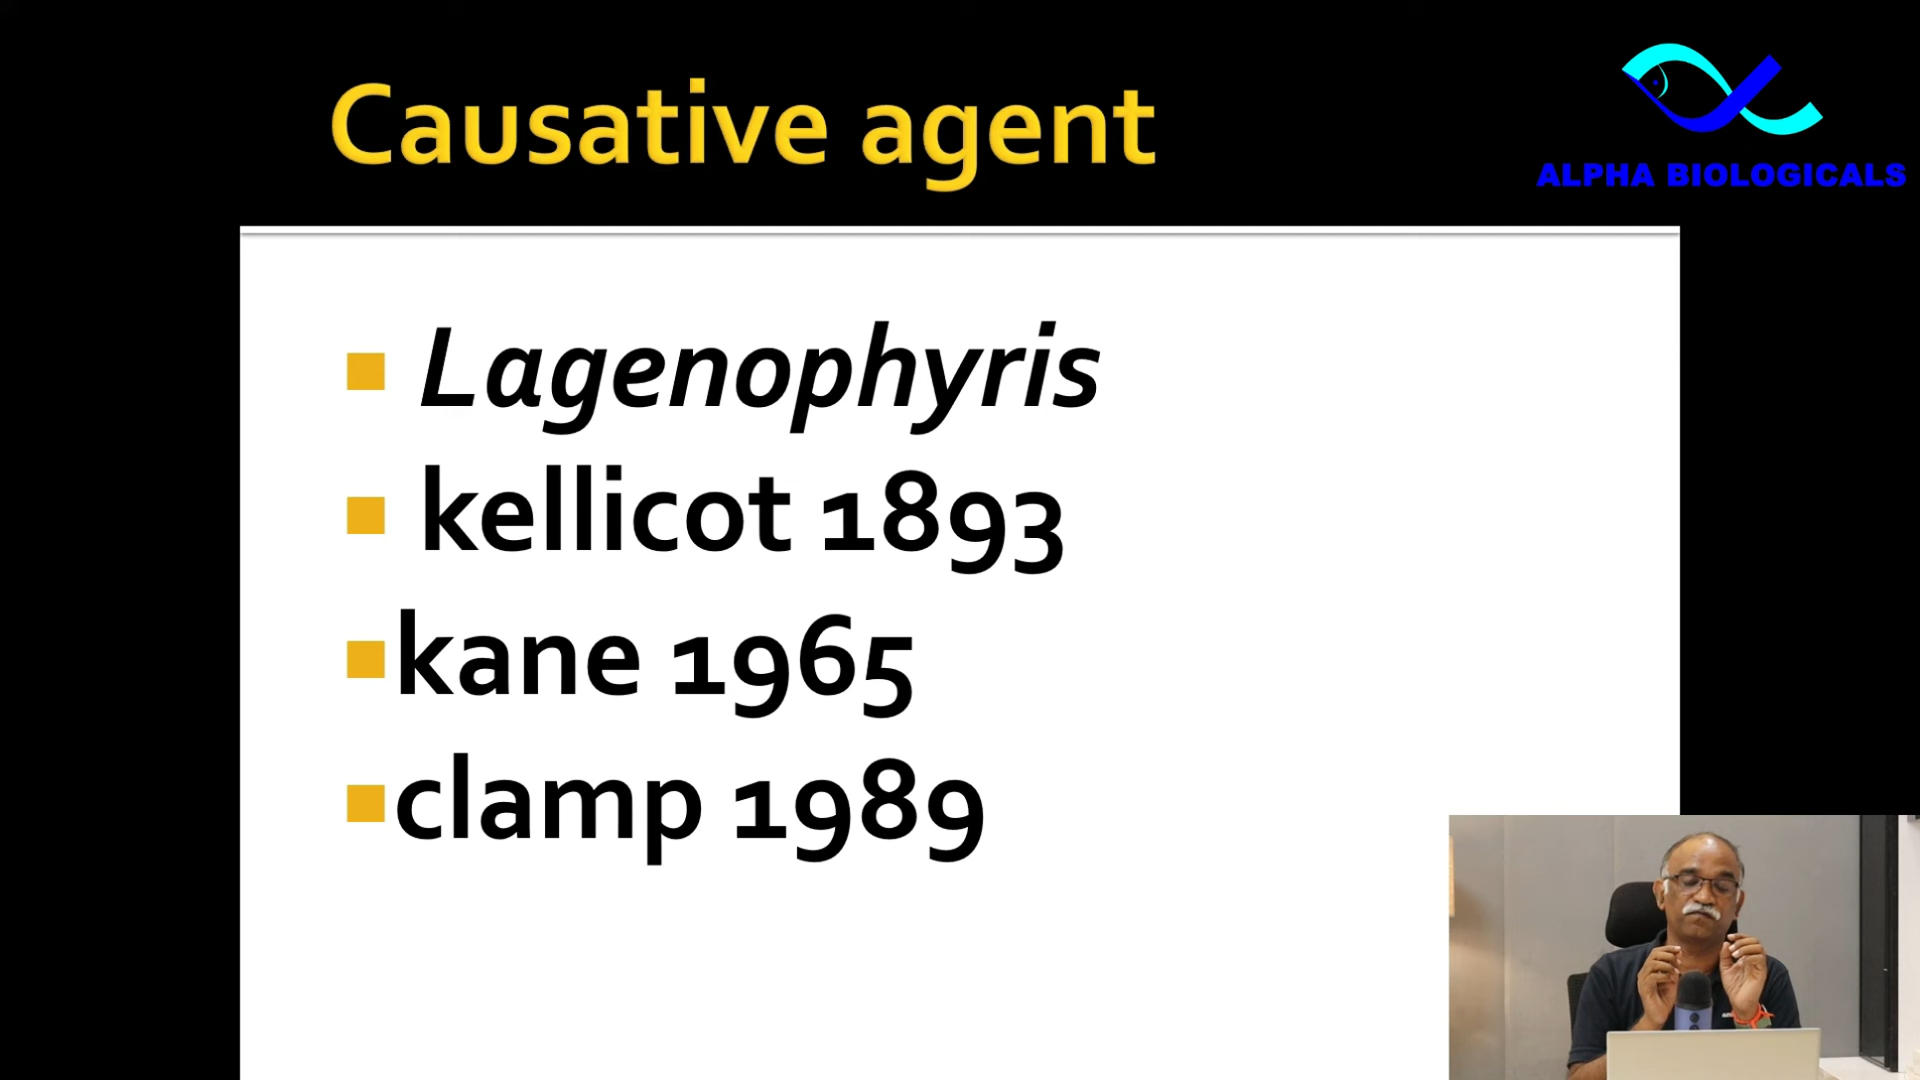 Causative agent
ALPHA BIOLOGICALS
Lagenophyris
kellicot 1893
kane 1965
clamp 1989